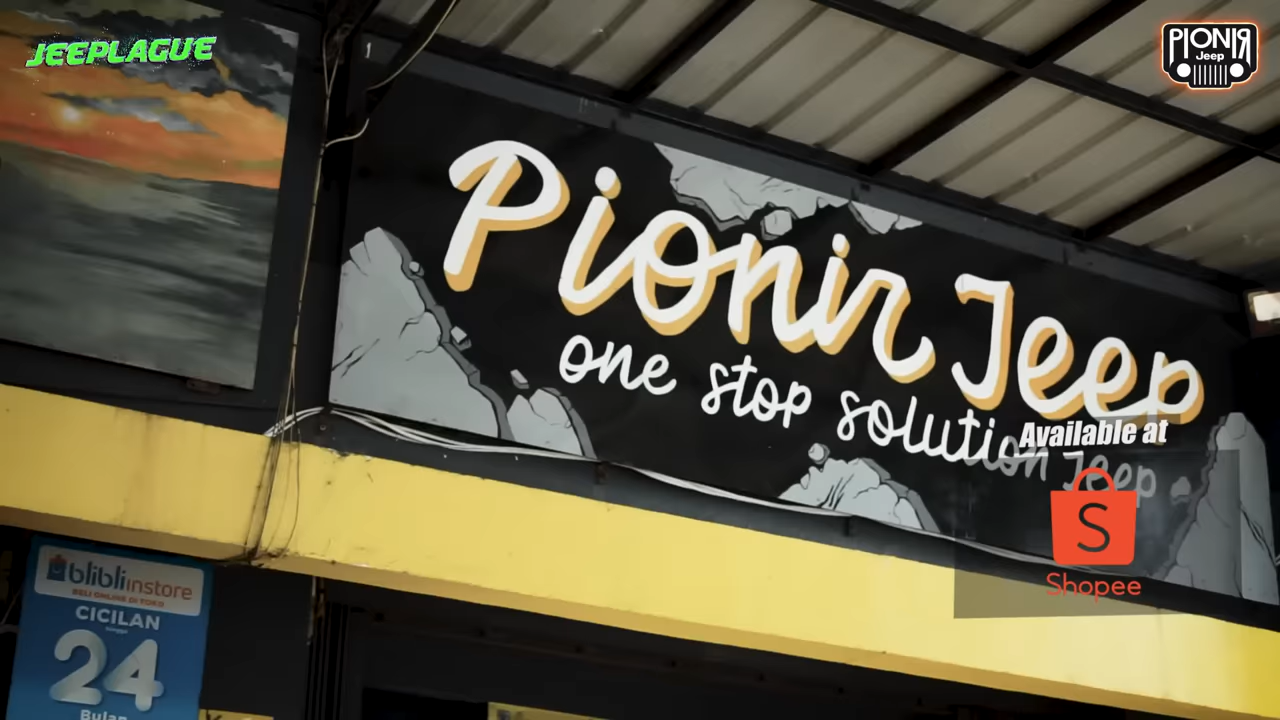 JEEPLAGUE
PIONIR
Jeep
Pionir Jeep
one stop solution Jeep
Available at
S
Shopee
blibli instore
BELI ONLINE DI TOKO
CICILAN
hingga
24
Bulan